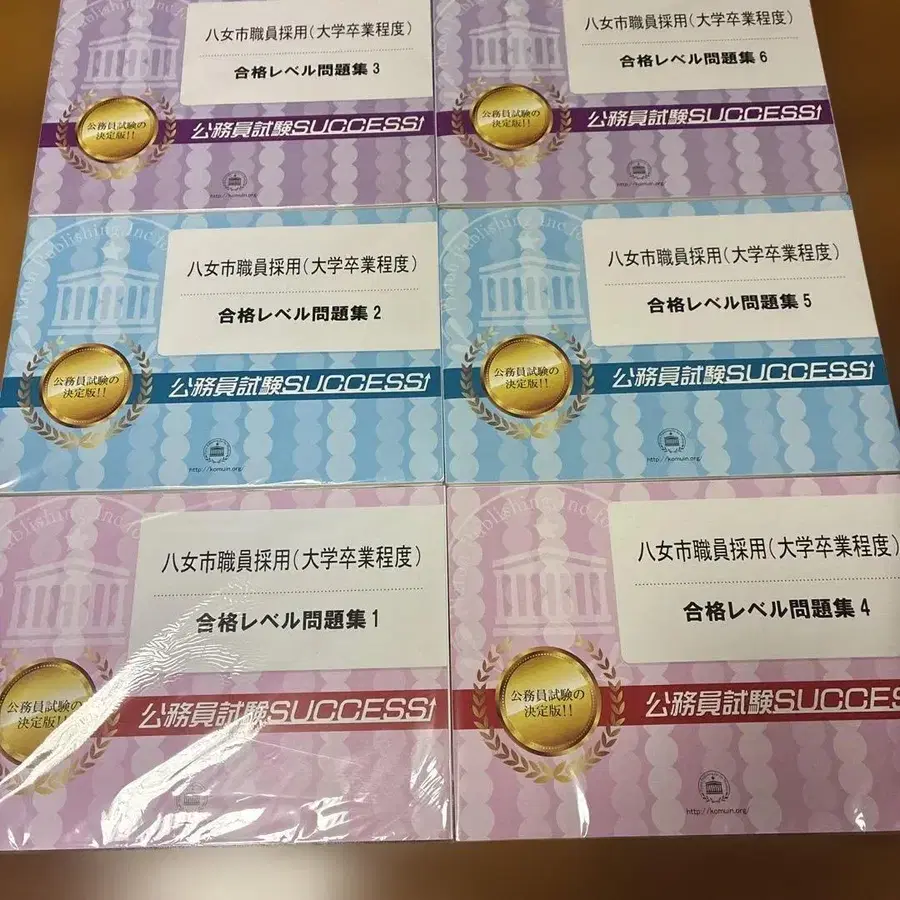 八女市職員採用(大学卒業程度)
合格レベル問題集3
公務員試験の
決定版!!
公務員試験SUCCESS
http://komuin.org/
八女市職員採用(大学卒業程度)
合格レベル問題集6
公務員試験の
決定版!!
公務員試験SUCCESS
http://komuin.org/
Publishing,Inc.
八女市職員採用(大学卒業程度)
合格レベル問題集2
公務員試験の
決定版!!
公務員試験SUCCESS
http://komuin.org/
Publishing,Inc.
八女市職員採用(大学卒業程度)
合格レベル問題集5
公務員試験の
決定版!!
公務員試験SUCCESS
http://komuin.org/
ublishing,Inc.
八女市職員採用(大学卒業程度)
合格レベル問題集1
公務員試験の
決定版!!
公務員試験SUCCESS
Publishing,Inc.
八女市職員採用(大学卒業程度)
合格レベル問題集4
公務員試験の
決定版!!
公務員試験SUCCES
http://komuin.org/